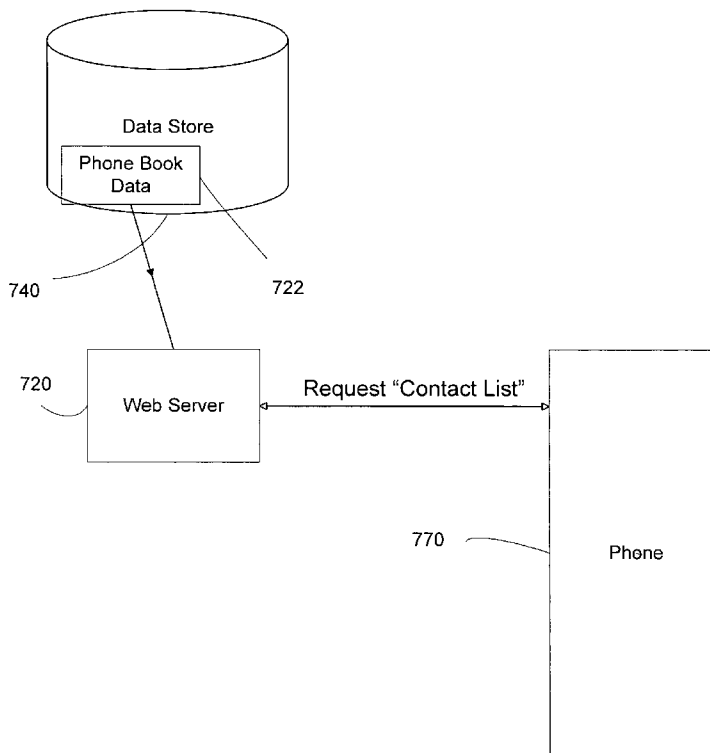 Data Store
Phone Book
Data
740
722
720
Web Server
Request “Contact List”
770
Phone